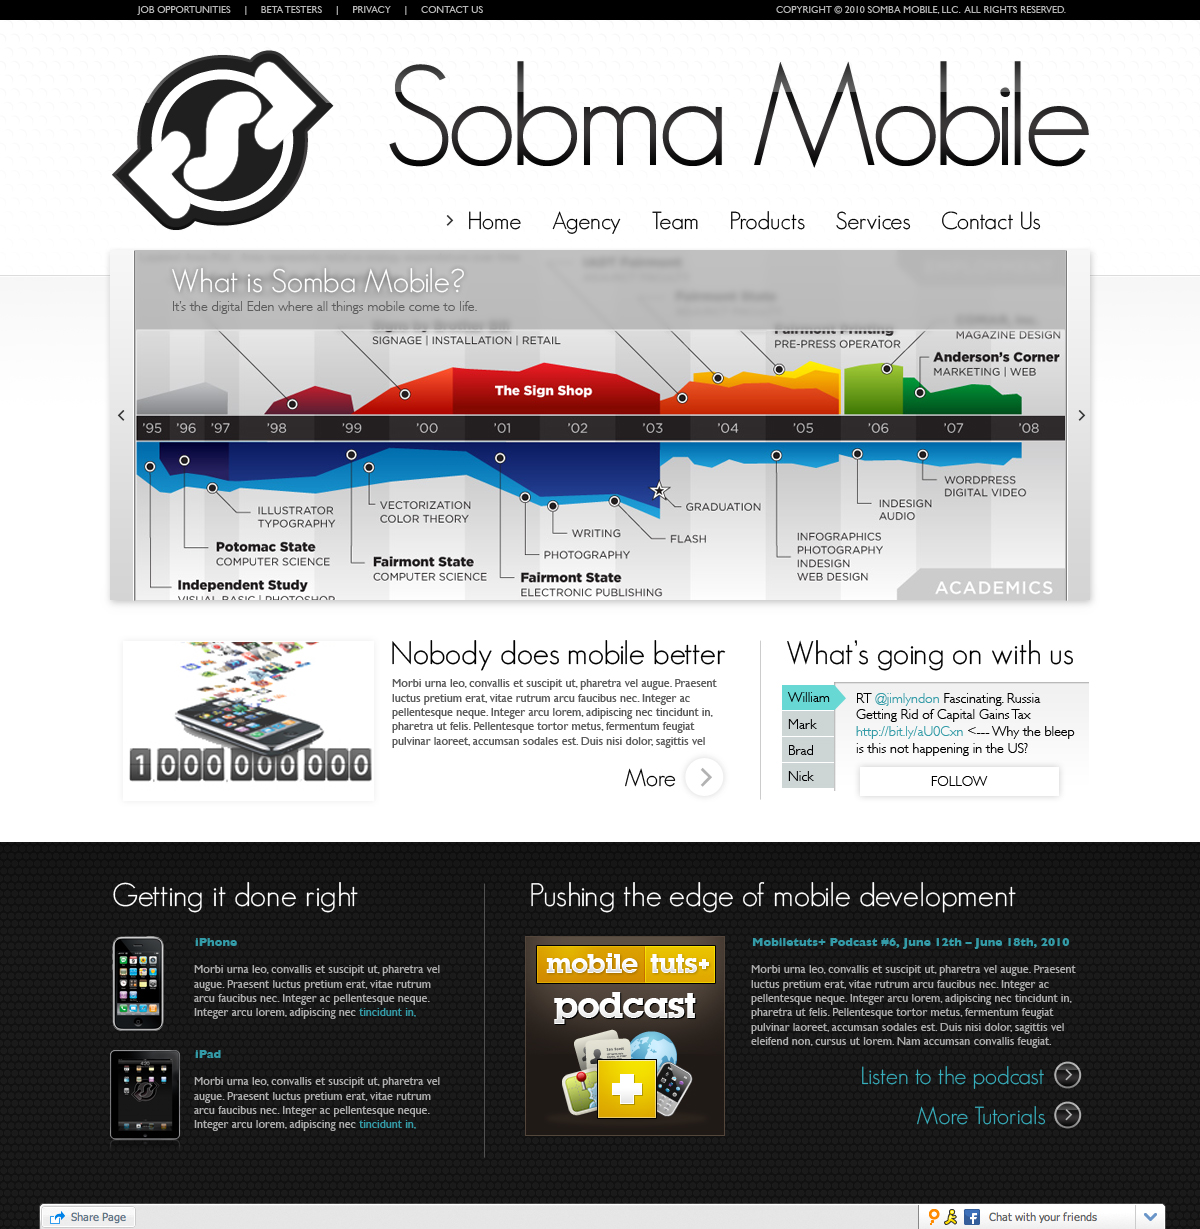 JOB OPPORTUNITIES | BETA TESTERS | PRIVACY | CONTACT US
COPYRIGHT © 2010 SOMBA MOBILE, LLC. ALL RIGHTS RESERVED.
Sobma Mobile
Home Agency Team Products Services Contact Us
What is Somba Mobile?
It's the digital Eden where all things mobile come to life.
Fairmont State
Fairmont Printing
SIGNAGE | INSTALLATION | RETAIL
PRE-PRESS OPERATOR
MAGAZINE DESIGN
Anderson's Corner
MARKETING | WEB
The Sign Shop
'95 '96 '97 '98 '99 '00 '01 '02 '03 '04 '05 '06 '07 '08
ILLUSTRATOR
TYPOGRAPHY
VECTORIZATION
COLOR THEORY
GRADUATION
INDESIGN
AUDIO
WORDPRESS
DIGITAL VIDEO
WRITING
FLASH
PHOTOGRAPHY
INFOGRAPHICS
PHOTOGRAPHY
INDESIGN
WEB DESIGN
Potomac State
COMPUTER SCIENCE
Fairmont State
COMPUTER SCIENCE
Fairmont State
ELECTRONIC PUBLISHING
Independent Study
VISUAL BASIC | PHOTOSHOP
ACADEMICS
1,000,000,000
Nobody does mobile better
Morbi urna leo, convallis et suscipit ut, pharetra vel augue. Praesent
luctus pretium erat, vitae rutrum arcu faucibus nec. Integer ac
pellentesque neque. Integer arcu lorem, adipiscing nec tincidunt in,
pharetra ut felis. Pellentesque tortor metus, fermentum feugiat
pulvinar laoreet, accumsan sodales est. Duis nisi dolor, sagittis vel
More
What's going on with us
William
Mark
Brad
Nick
RT @jimlyndon Fascinating. Russia
Getting Rid of Capital Gains Tax
http://bit.ly/aU0Cxn <--- Why the bleep
is this not happening in the US?
FOLLOW
Getting it done right
iPhone
Morbi urna leo, convallis et suscipit ut, pharetra vel
augue. Praesent luctus pretium erat, vitae rutrum
arcu faucibus nec. Integer ac pellentesque neque.
Integer arcu lorem, adipiscing nec tincidunt in,
iPad
Morbi urna leo, convallis et suscipit ut, pharetra vel
augue. Praesent luctus pretium erat, vitae rutrum
arcu faucibus nec. Integer ac pellentesque neque.
Integer arcu lorem, adipiscing nec tincidunt in,
Pushing the edge of mobile development
mobile tuts+
podcast
Mobiletuts+ Podcast #6, June 12th – June 18th, 2010
Morbi urna leo, convallis et suscipit ut, pharetra vel augue. Praesent
luctus pretium erat, vitae rutrum arcu faucibus nec. Integer ac
pellentesque neque. Integer arcu lorem, adipiscing nec tincidunt in,
pharetra ut felis. Pellentesque tortor metus, fermentum feugiat
pulvinar laoreet, accumsan sodales est. Duis nisi dolor, sagittis vel
eleifend non, cursus ut lorem. Nam accumsan convallis feugiat.
Listen to the podcast
More Tutorials
Share Page
Chat with your friends